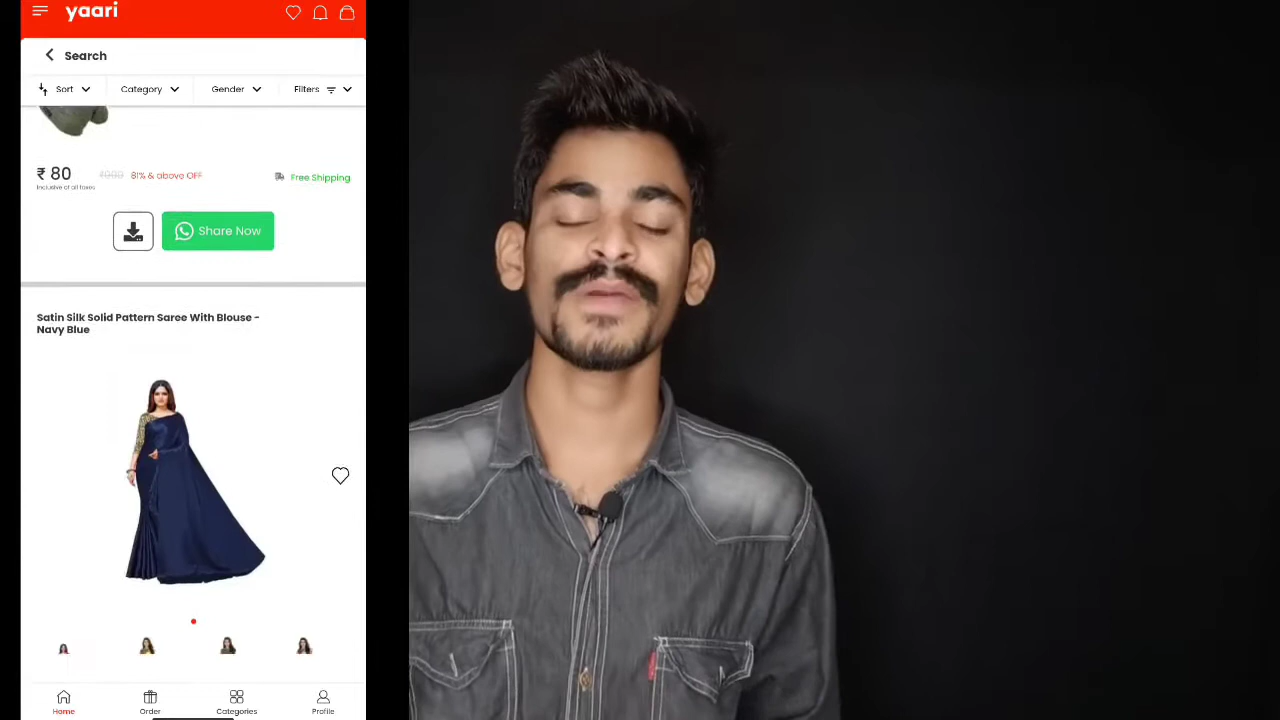 yaari
Search
Sort
Category
Gender
Filters
₹ 80
81% & above OFF
Free Shipping
Inclusive of all taxes
Share Now
Satin Silk Solid Pattern Saree With Blouse -
Navy Blue
Home
Order
Categories
Profile